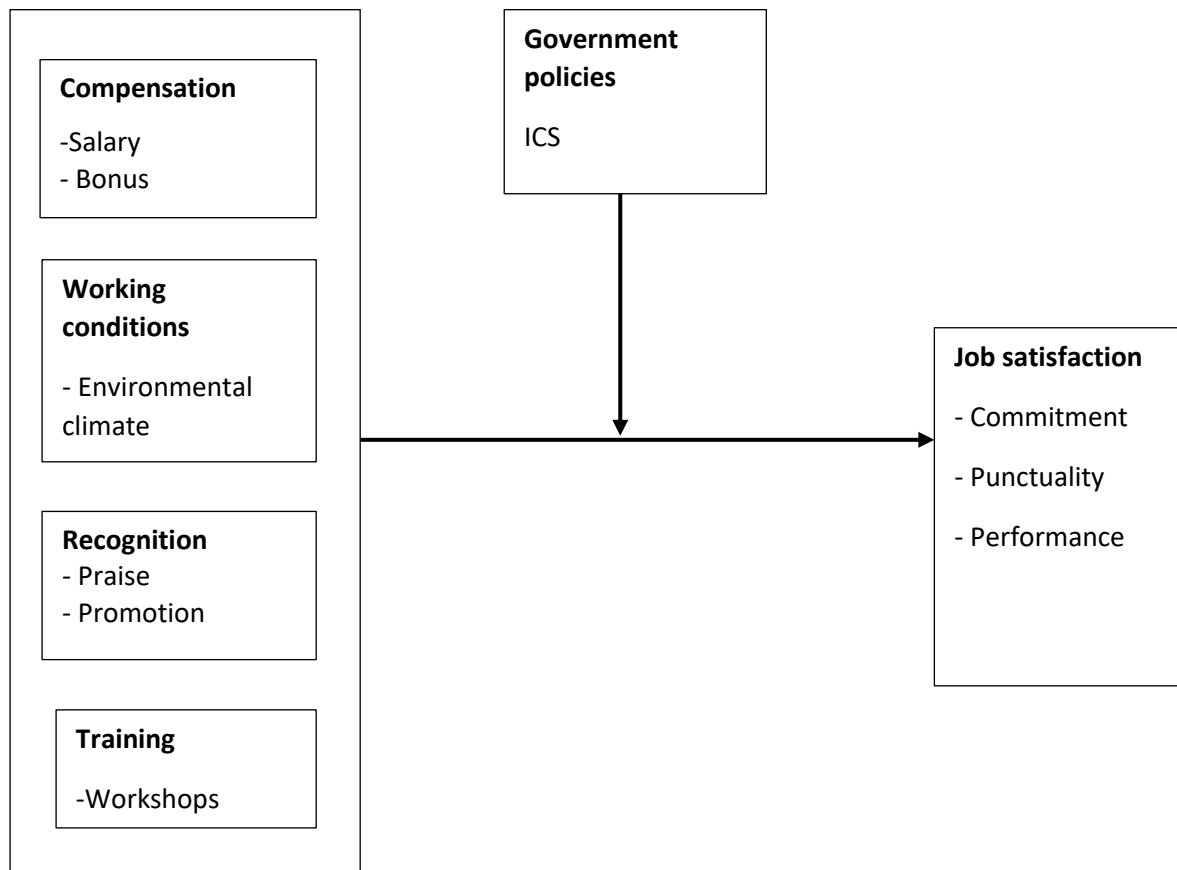 Compensation
-Salary
- Bonus
Working
conditions
- Environmental
climate
Recognition
- Praise
- Promotion
Training
-Workshops
Government
policies
ICS
Job satisfaction
- Commitment
- Punctuality
- Performance